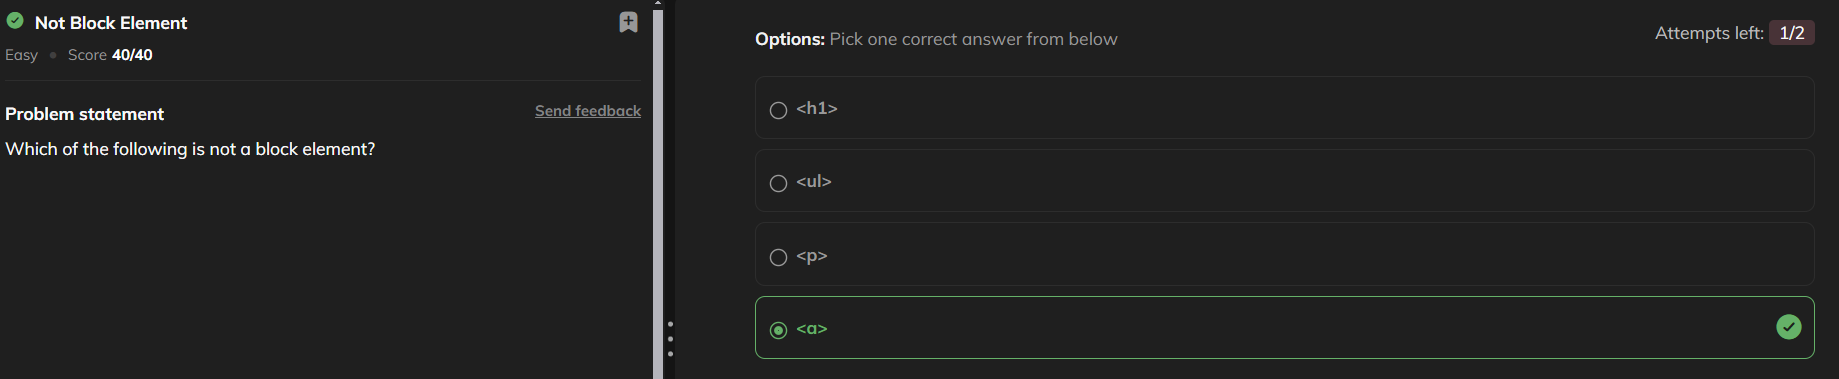 Not Block Element
Easy • Score 40/40
Problem statement
Send feedback
Which of the following is not a block element?
Options: Pick one correct answer from below
Attempts left: 1/2
<h1>
<ul>
<p>
<a>